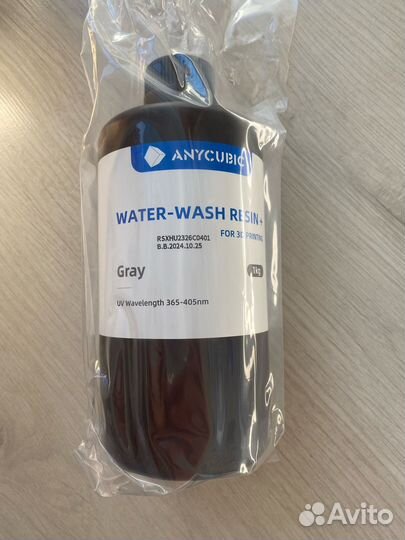 ANYCUBIC
WATER-WASH RESIN+
FOR 3D PRINTING
RSXHU2326C0401
B.B.2024.10.25
Gray
1kg
UV Wavelength 365-405nm
Avito